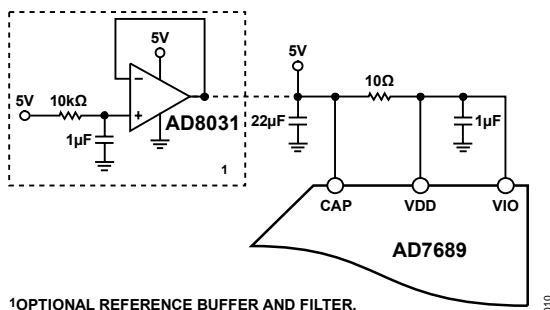 5V
5V
5V
10kΩ
10Ω
−
+
AD8031
22µF
1µF
1µF
1
CAP
VDD
VIO
AD7689
1OPTIONAL REFERENCE BUFFER AND FILTER.